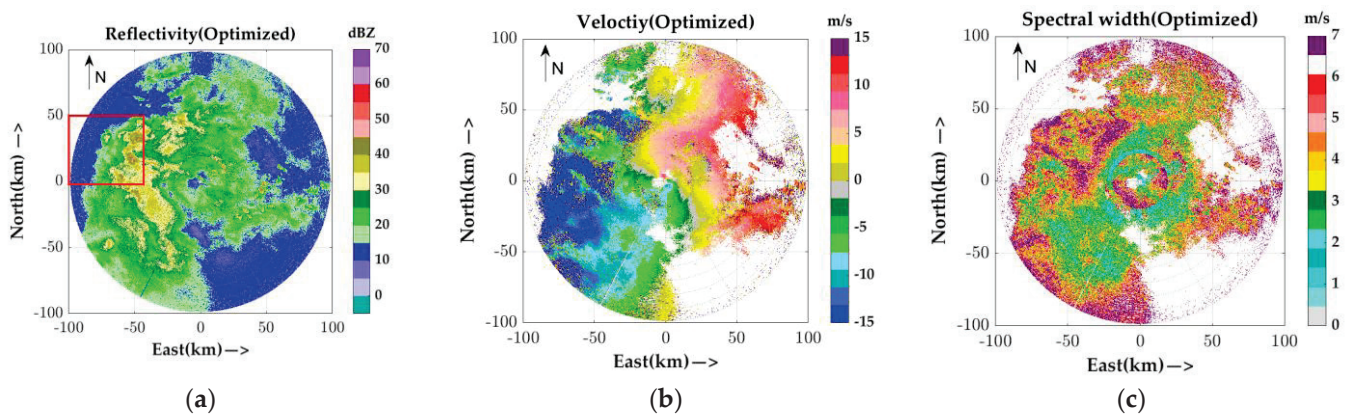 Reflectivity(Optimized)
dBZ
N
North(km) —>
100
50
0
-50
-100
-100
-50
0
50
100
East(km) —>
70
60
50
40
30
20
10
0
(a)
Veloctiy(Optimized)
m/s
N
North(km) —>
100
50
0
-50
100
-100
-50
0
50
100
East(km) —>
15
10
5
0
-5
-10
-15
(b)
Spectral width(Optimized)
m/s
N
North(km) —>
100
50
0
-50
-100
-100
-50
0
50
100
East(km) —>
7
6
5
4
3
2
1
0
(c)